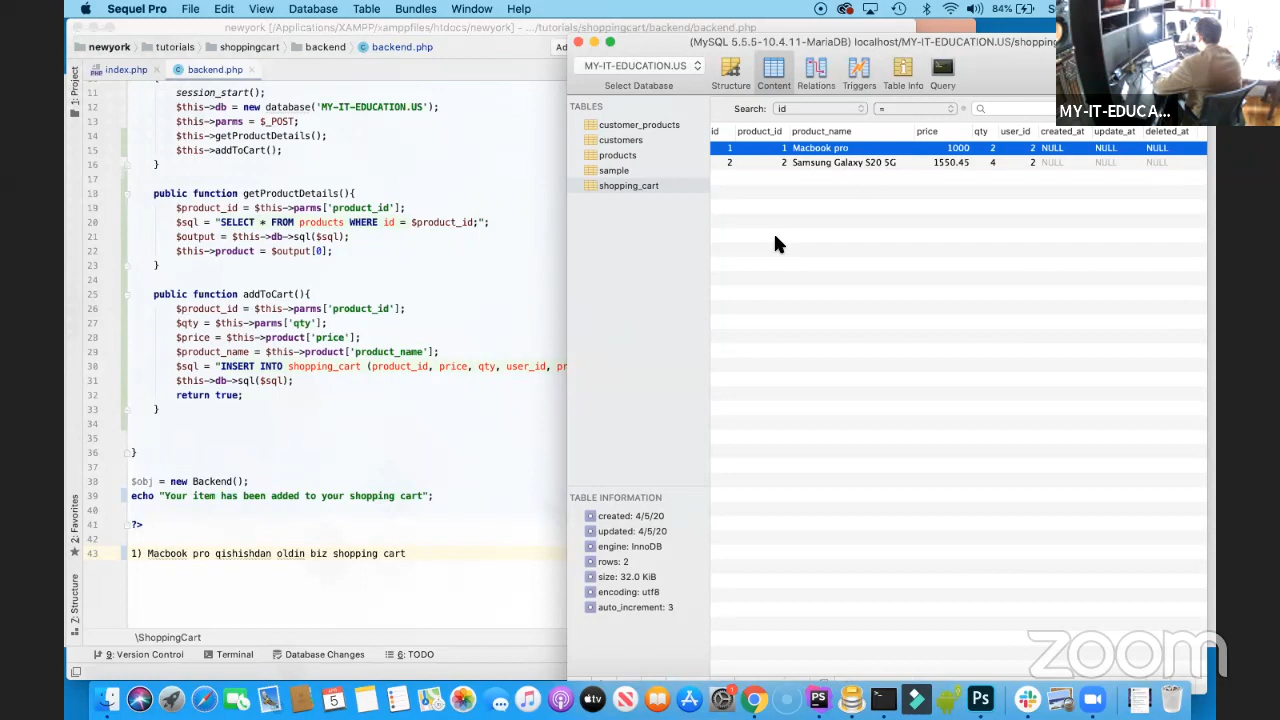 Sequel Pro File Edit View Database Table Bundles Window Help
84%
newyork [/Applications/XAMPP/xamppfiles/htdocs/newyork] - .../tutorials/shoppingcart/backend/backend.php
newyork tutorials shoppingcart backend backend.php
index.php backend.php
1: Project
11 session_start();
12 $this->db = new database('MY-IT-EDUCATION.US');
13 $this->parms = $_POST;
14 $this->getProductDetails();
15 $this->addToCart();
16 }
17
18 public function getProductDetails(){
19 $product_id = $this->parms['product_id'];
20 $sql = "SELECT * FROM products WHERE id = $product_id;";
21 $output = $this->db->sql($sql);
22 $this->product = $output[0];
23 }
24
25 public function addToCart(){
26 $product_id = $this->parms['product_id'];
27 $qty = $this->parms['qty'];
28 $price = $this->product['price'];
29 $product_name = $this->product['product_name'];
30 $sql = "INSERT INTO shopping_cart (product_id, price, qty, user_id, pr
31 $this->db->sql($sql);
32 return true;
33 }
34
35
36 }
37
38 $obj = new Backend();
39 echo "Your item has been added to your shopping cart";
40
41 ?>
42
43 1) Macbook pro qishishdan oldin biz shopping cart
2: Favorites
Z: Structure
\ShoppingCart
9: Version Control Terminal Database Changes 6: TODO
(MySQL 5.5.5-10.4.11-MariaDB) localhost/MY-IT-EDUCATION.US/shopping
MY-IT-EDUCATION.US
Select Database Structure Content Relations Triggers Table Info Query
TABLES
customer_products
customers
products
sample
shopping_cart
Search: id =
id product_id product_name price qty user_id created_at update_at deleted_at
1 1 Macbook pro 1000 2 2 NULL NULL NULL
2 2 Samsung Galaxy S20 5G 1550.45 4 2 NULL NULL NULL
TABLE INFORMATION
created: 4/5/20
updated: 4/5/20
engine: InnoDB
rows: 2
size: 32.0 KiB
encoding: utf8
auto_increment: 3
MY-IT-EDUCA...
zoom
5
tv
PS
Ps
1